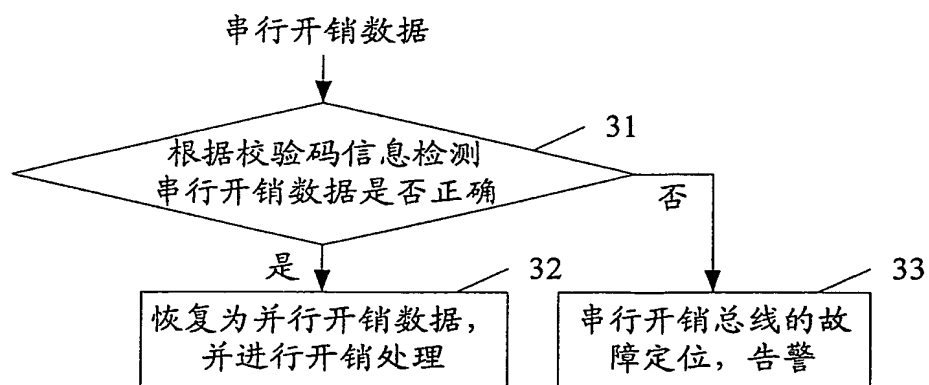 串行开销数据
根据校验码信息检测
串行开销数据是否正确
31
否
是
32
33
恢复为并行开销数据，
并进行开销处理
串行开销总线的故
障定位，告警